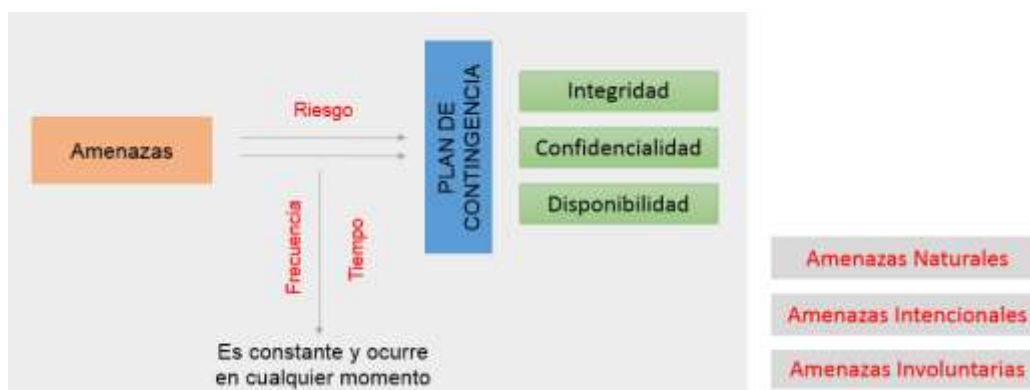 Amenazas
Riesgo
Frecuencia
Tiempo
Es constante y ocurre
en cualquier momento
PLAN DE
CONTINGENCIA
Integridad
Confidencialidad
Disponibilidad
Amenazas Naturales
Amenazas Intencionales
Amenazas Involuntarias